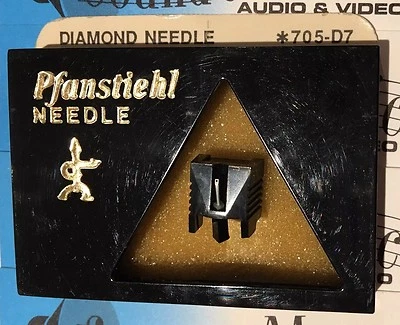 AUDIO & VIDEO
DIAMOND NEEDLE *705-D7
Pfanstiehl
NEEDLE